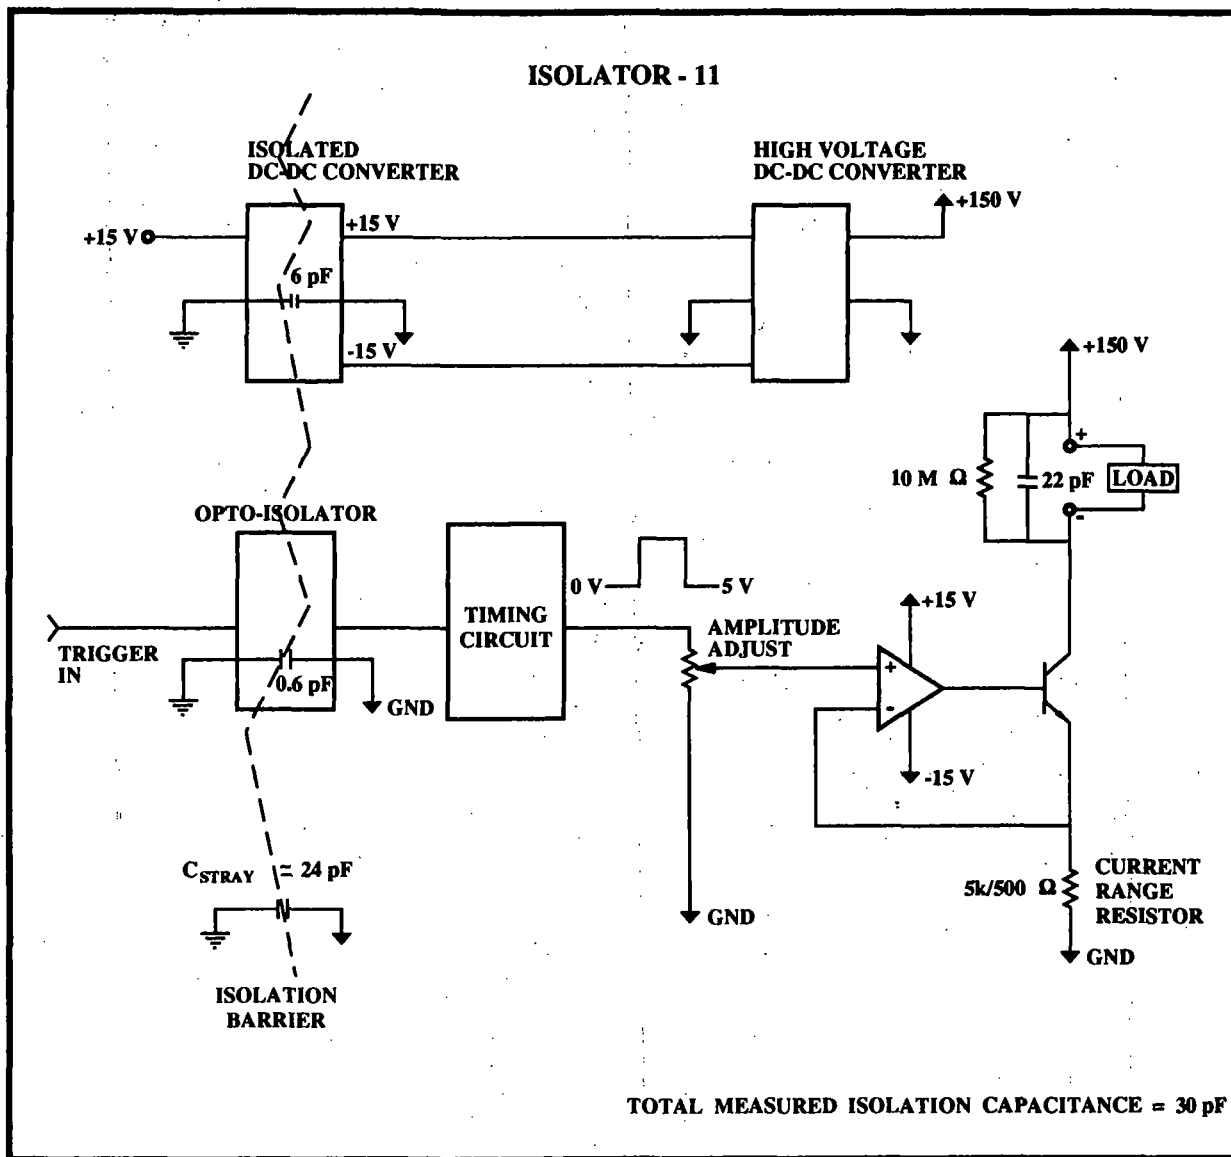 ISOLATOR - 11
ISOLATED
DC-DC CONVERTER
HIGH VOLTAGE
DC-DC CONVERTER
+15 V
+15 V
6 pF
-15 V
+150 V
+150 V
10 M Ω
22 pF
+
-
LOAD
OPTO-ISOLATOR
TRIGGER
IN
0.6 pF
GND
TIMING
CIRCUIT
0 V
5 V
AMPLITUDE
ADJUST
+15 V
+
-
-15 V
GND
5k/500 Ω
CURRENT
RANGE
RESISTOR
GND
CSTRAY = 24 pF
ISOLATION
BARRIER
TOTAL MEASURED ISOLATION CAPACITANCE = 30 pF